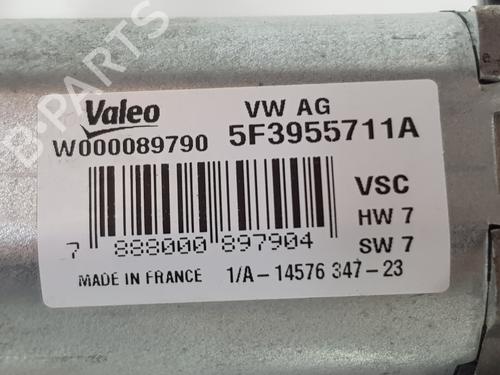 B-PARTS
Valeo
VW AG
W000089790
5F3955711A
VSC
HW 7
SW 7
7 888000 897904
MADE IN FRANCE
1/A-14576 347-23